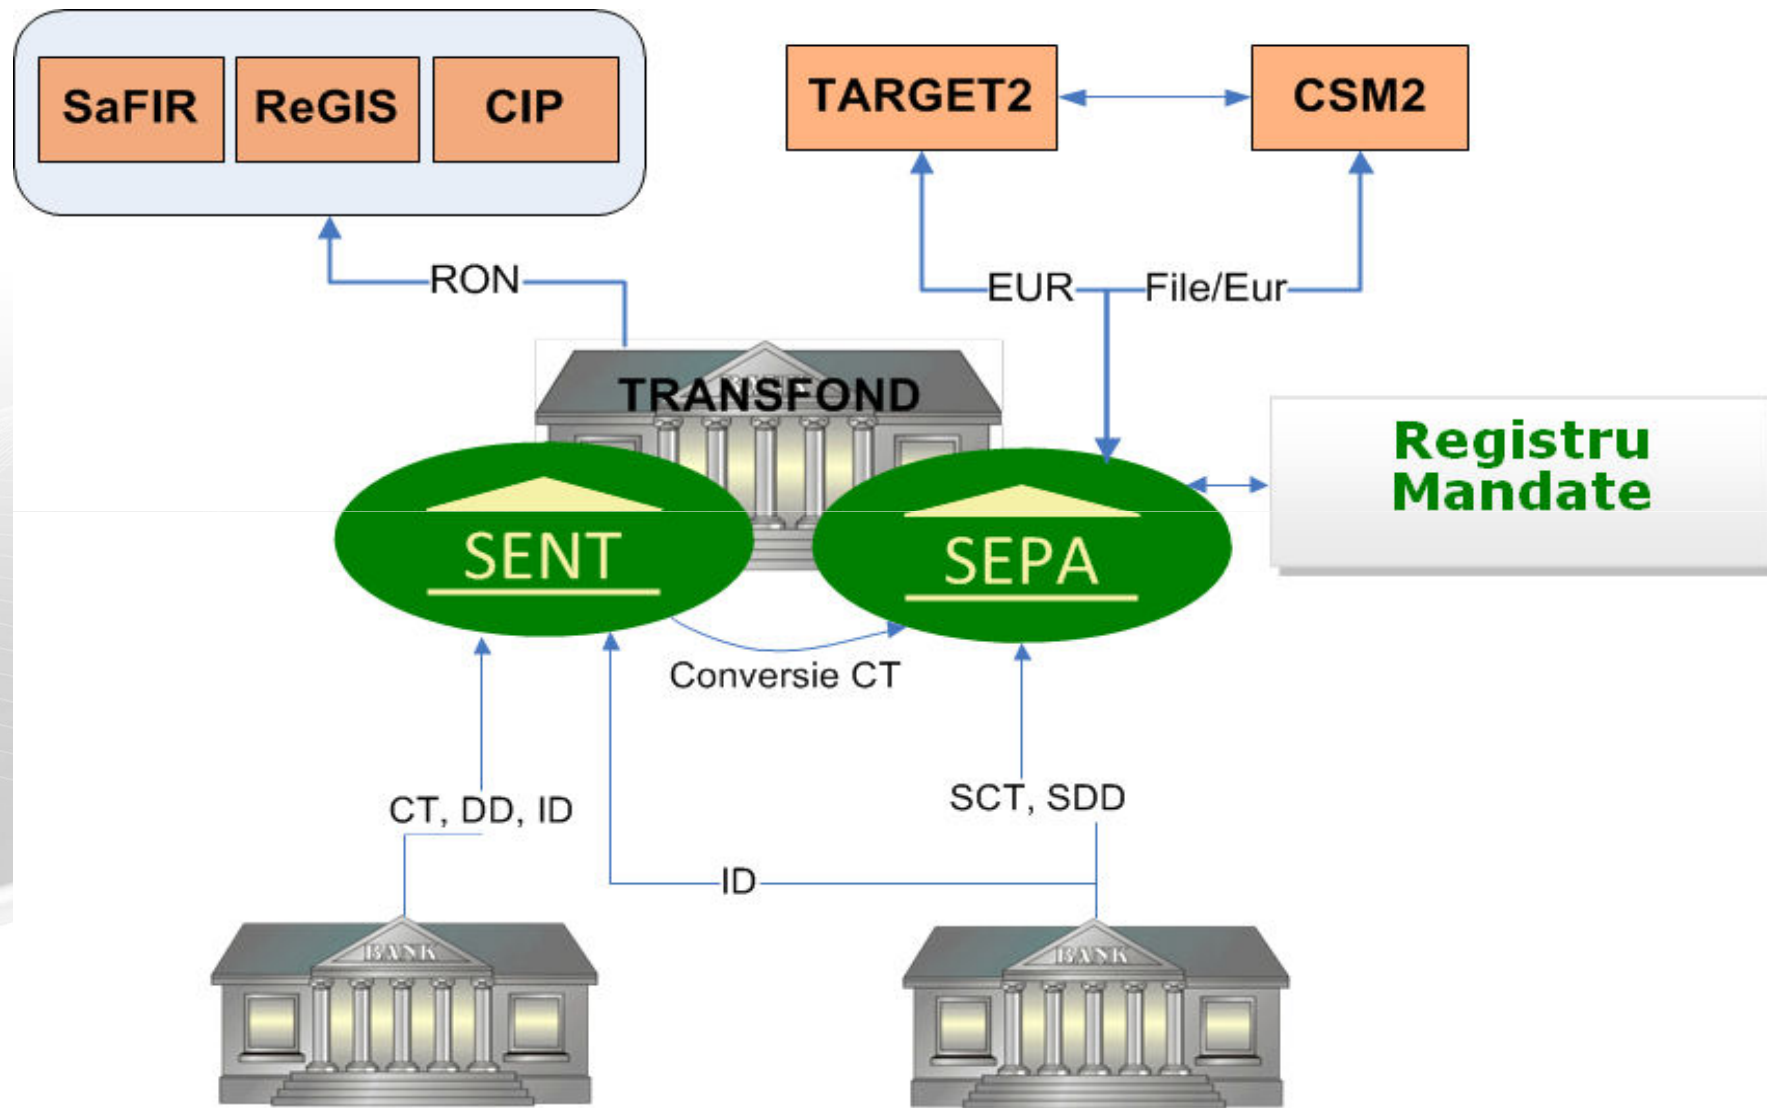 SaFIR
ReGIS
CIP
TARGET2
CSM2
RON
EUR
File/Eur
TRANSFOND
Registru
Mandate
SENT
SEPA
Conversie CT
CT, DD, ID
SCT, SDD
ID
BANK
BANK